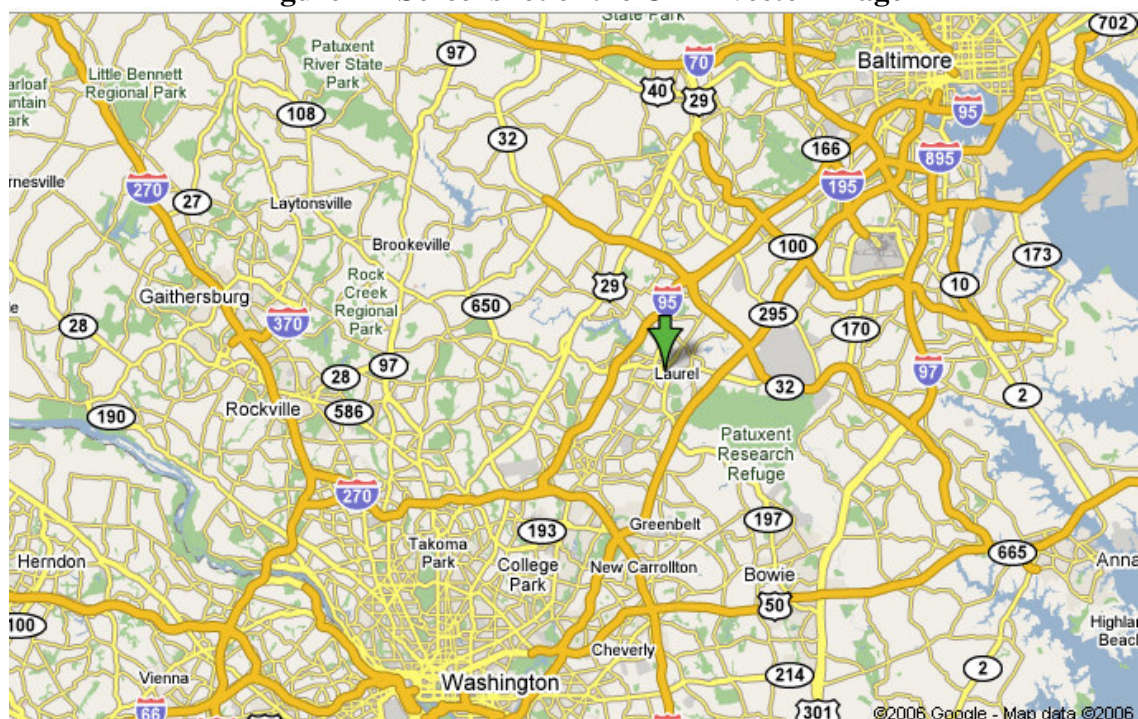 State Park
702
Patuxent
River State
Park
97
70
Baltimore
Little Bennett
Regional Park
40
29
95
108
32
166
895
270
27
195
Laytonsville
Brookeville
100
173
Rock
Creek
Regional
Park
29
10
Gaithersburg
650
95
295
370
28
170
97
28
97
Laurel
32
2
190
Rockville
586
Patuxent
Research
Refuge
270
193
Greenbelt
197
Takoma
Park
College
Park
665
Herndon
New Carrollton
Bowie
Anna
50
100
Highlan
Beach
Cheverly
214
2
Vienna
Washington
66
301
©2006 Google - Map data ©2006